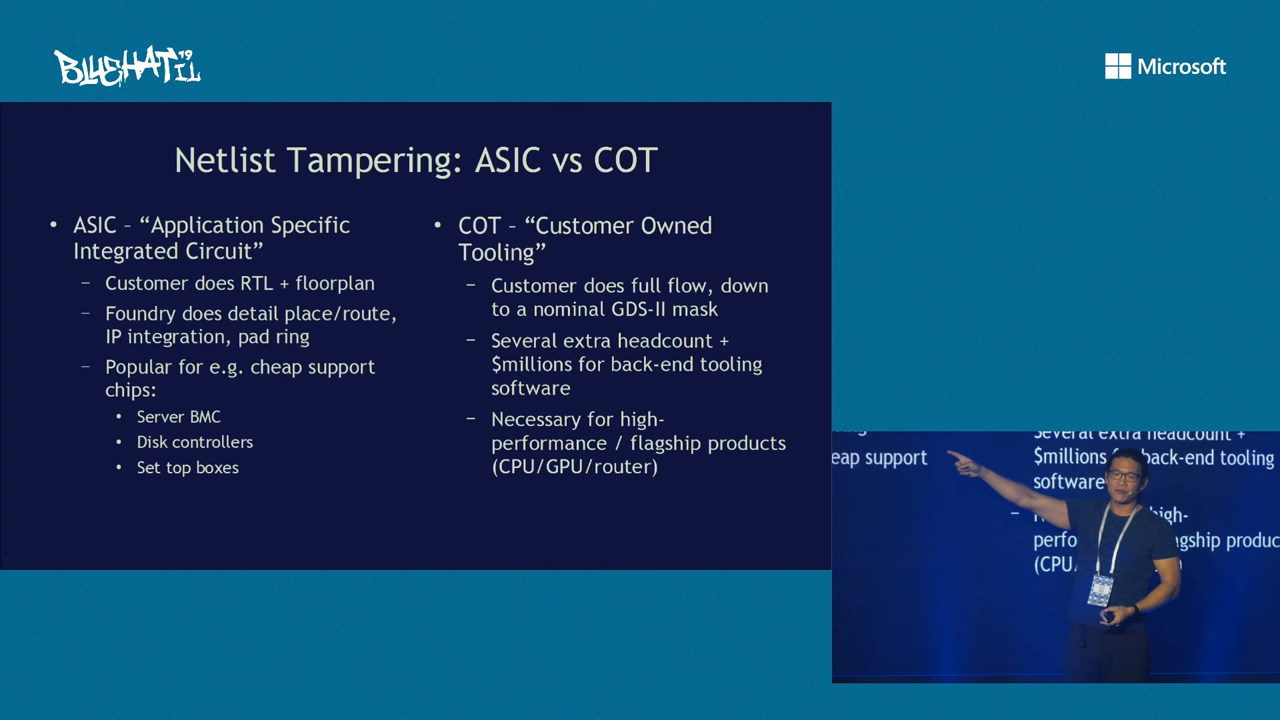 BLUEHAT IL '19
Microsoft
Netlist Tampering: ASIC vs COT
• ASIC – “Application Specific
Integrated Circuit”
– Customer does RTL + floorplan
– Foundry does detail place/route,
IP integration, pad ring
– Popular for e.g. cheap support
chips:
• Server BMC
• Disk controllers
• Set top boxes
• COT – “Customer Owned
Tooling”
– Customer does full flow, down
to a nominal GDS-II mask
– Several extra headcount +
$millions for back-end tooling
software
– Necessary for high-
performance / flagship products
(CPU/GPU/router)
eap support
Several extra headcount +
$millions for back-end tooling
software
– high-
perfo agship produc
(CPU/